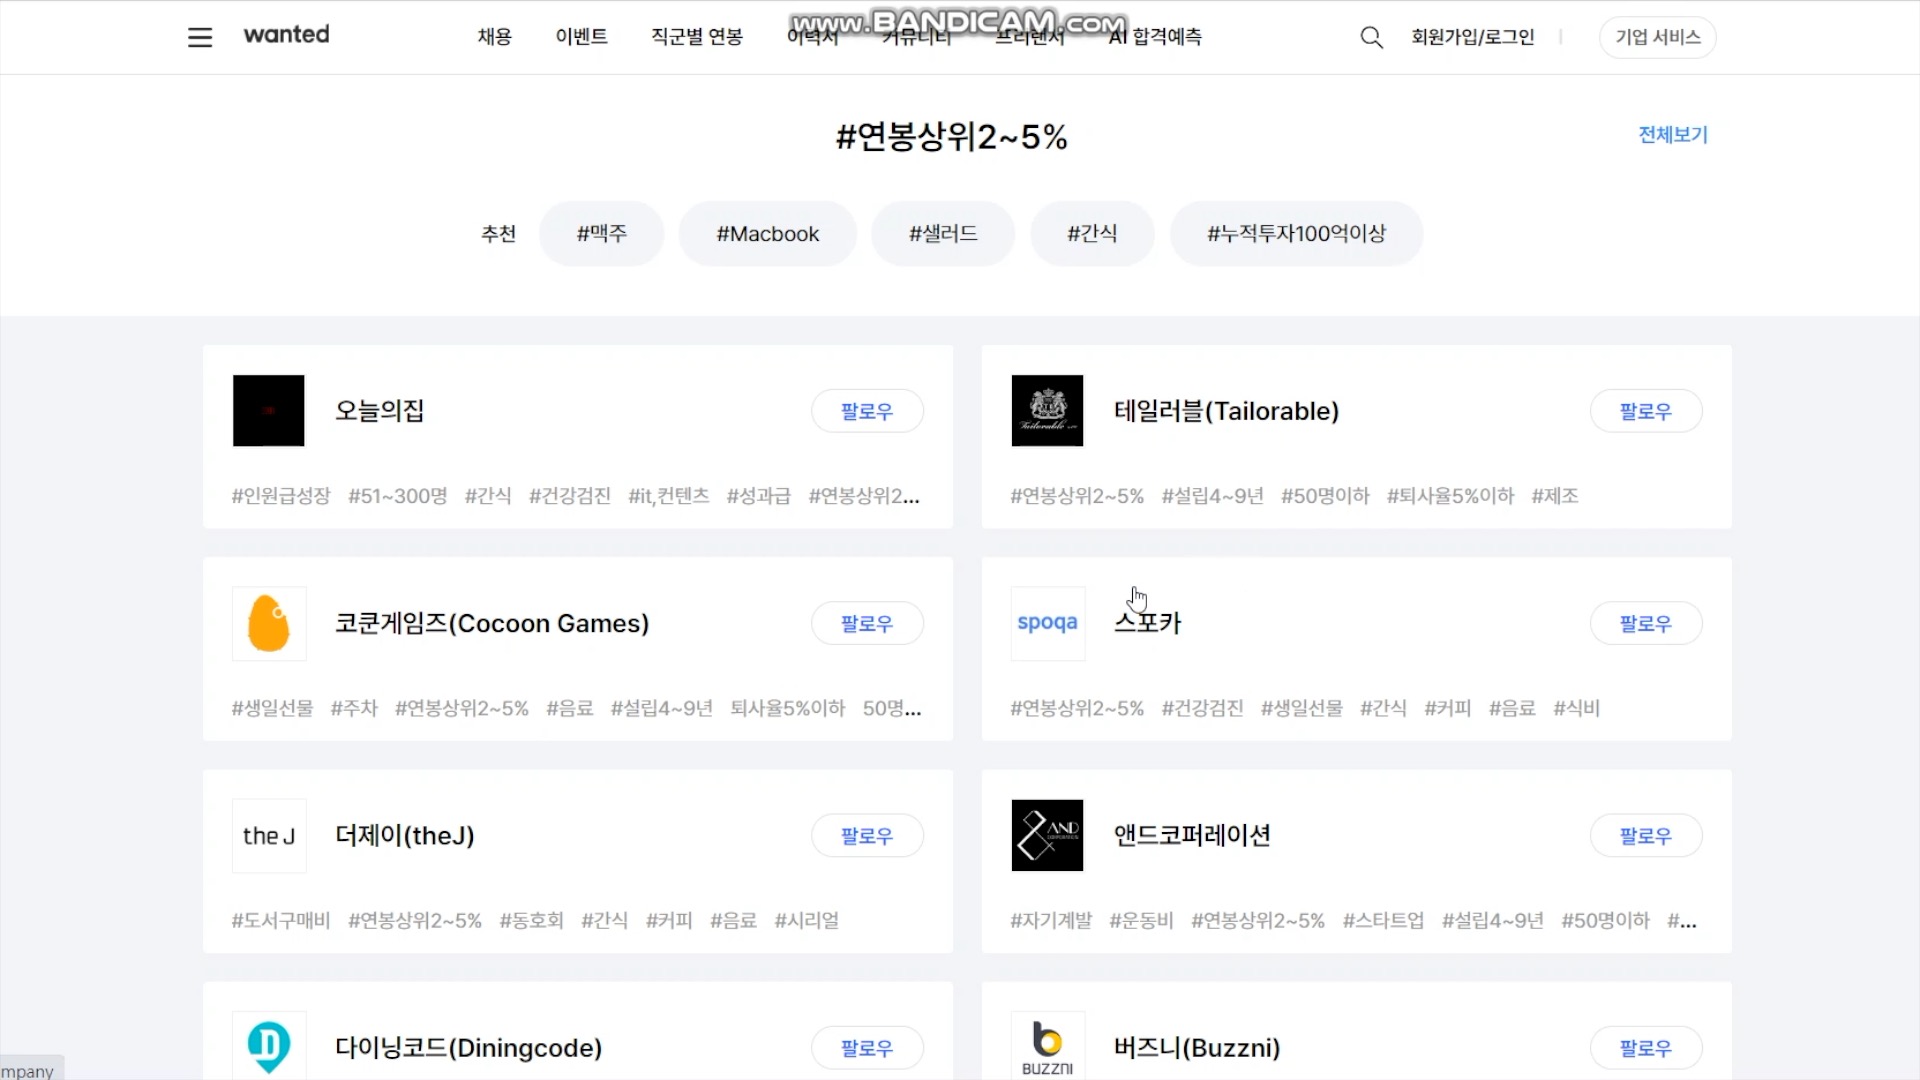 www.BANDICAM.com
wanted 채용 이벤트 직군별 연봉 이력서 커뮤니티 프리랜서 AI 합격예측 회원가입/로그인 기업 서비스
#연봉상위2~5% 전체보기
추천 #맥주 #Macbook #샐러드 #간식 #누적투자100억이상
오늘의집 팔로우
#인원급성장 #51~300명 #간식 #건강검진 #it,컨텐츠 #성과급 #연봉상위2...
Tailorable
테일러블(Tailorable) 팔로우
#연봉상위2~5% #설립4~9년 #50명이하 #퇴사율5%이하 #제조
코쿤게임즈(Cocoon Games) 팔로우
#생일선물 #주차 #연봉상위2~5% #음료 #설립4~9년 퇴사율5%이하 50명...
spoqa 스포카 팔로우
#연봉상위2~5% #건강검진 #생일선물 #간식 #커피 #음료 #식비
the J 더제이(theJ) 팔로우
#도서구매비 #연봉상위2~5% #동호회 #간식 #커피 #음료 #시리얼
AND
앤드코퍼레이션 팔로우
#자기계발 #운동비 #연봉상위2~5% #스타트업 #설립4~9년 #50명이하 #...
D 다이닝코드(Diningcode) 팔로우
버즈니(Buzzni) 팔로우
BUZZNI
mpany